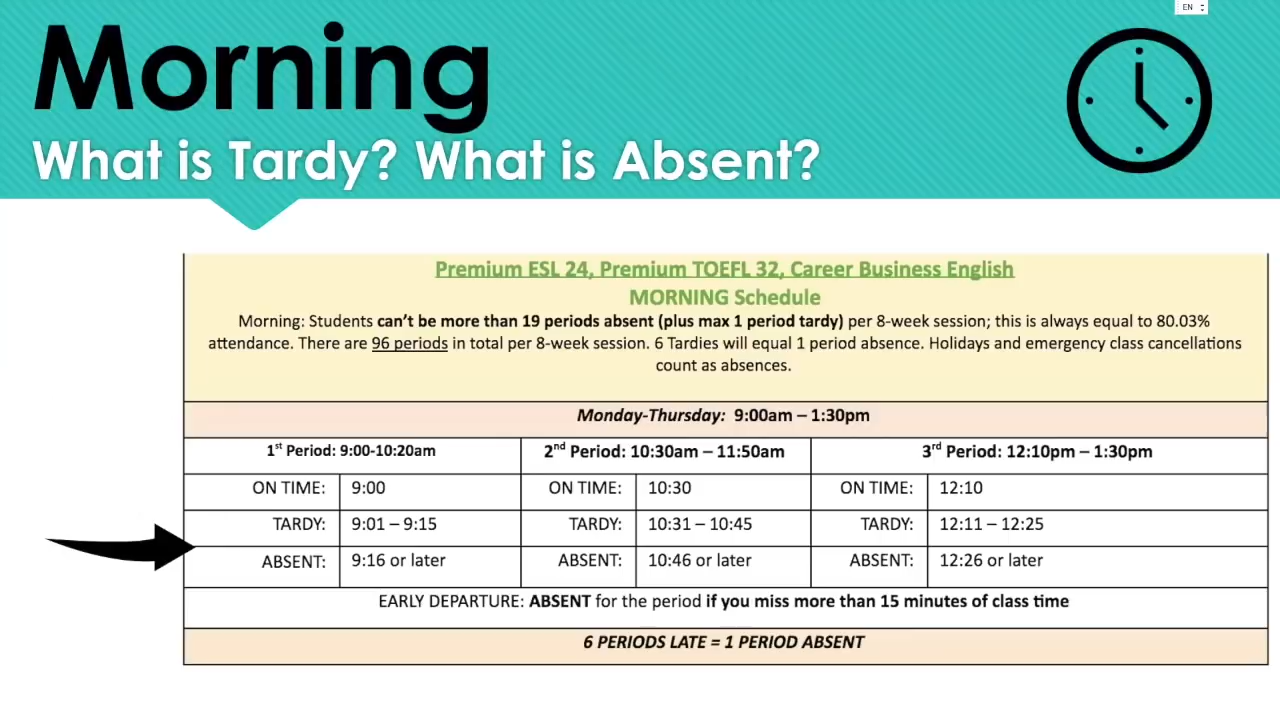 EN
Morning
What is Tardy? What is Absent?
Premium ESL 24, Premium TOEFL 32, Career Business English
MORNING Schedule
Morning: Students can't be more than 19 periods absent (plus max 1 period tardy) per 8-week session; this is always equal to 80.03%
attendance. There are 96 periods in total per 8-week session. 6 Tardies will equal 1 period absence. Holidays and emergency class cancellations
count as absences.
Monday-Thursday: 9:00am – 1:30pm
1st Period: 9:00-10:20am 2nd Period: 10:30am – 11:50am 3rd Period: 12:10pm – 1:30pm
ON TIME: 9:00 ON TIME: 10:30 ON TIME: 12:10
TARDY: 9:01 – 9:15 TARDY: 10:31 – 10:45 TARDY: 12:11 – 12:25
ABSENT: 9:16 or later ABSENT: 10:46 or later ABSENT: 12:26 or later
EARLY DEPARTURE: ABSENT for the period if you miss more than 15 minutes of class time
6 PERIODS LATE = 1 PERIOD ABSENT